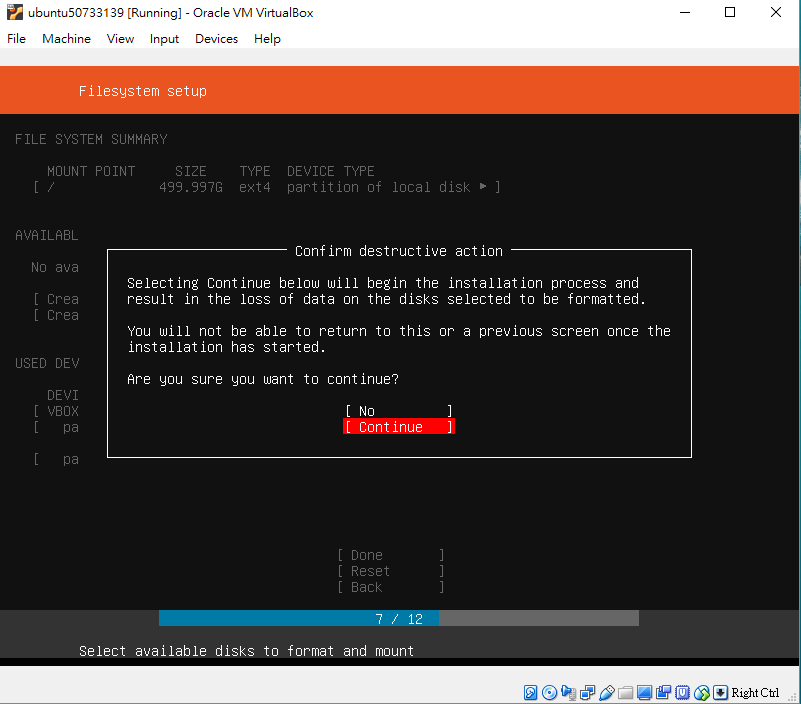 ubuntu50733139 [Running] - Oracle VM VirtualBox
File Machine View Input Devices Help
Filesystem setup
FILE SYSTEM SUMMARY
MOUNT POINT SIZE TYPE DEVICE TYPE
[ / 499.997G ext4 partition of local disk ▸ ]
AVAILABL
No ava
[ Crea
[ Crea
USED DEV
DEVI
[ VBOX
[ pa
[ pa
Confirm destructive action
Selecting Continue below will begin the installation process and
result in the loss of data on the disks selected to be formatted.
You will not be able to return to this or a previous screen once the
installation has started.
Are you sure you want to continue?
[ No ]
[ Continue ]
[ Done ]
[ Reset ]
[ Back ]
7 / 12
Select available disks to format and mount
Right Ctrl